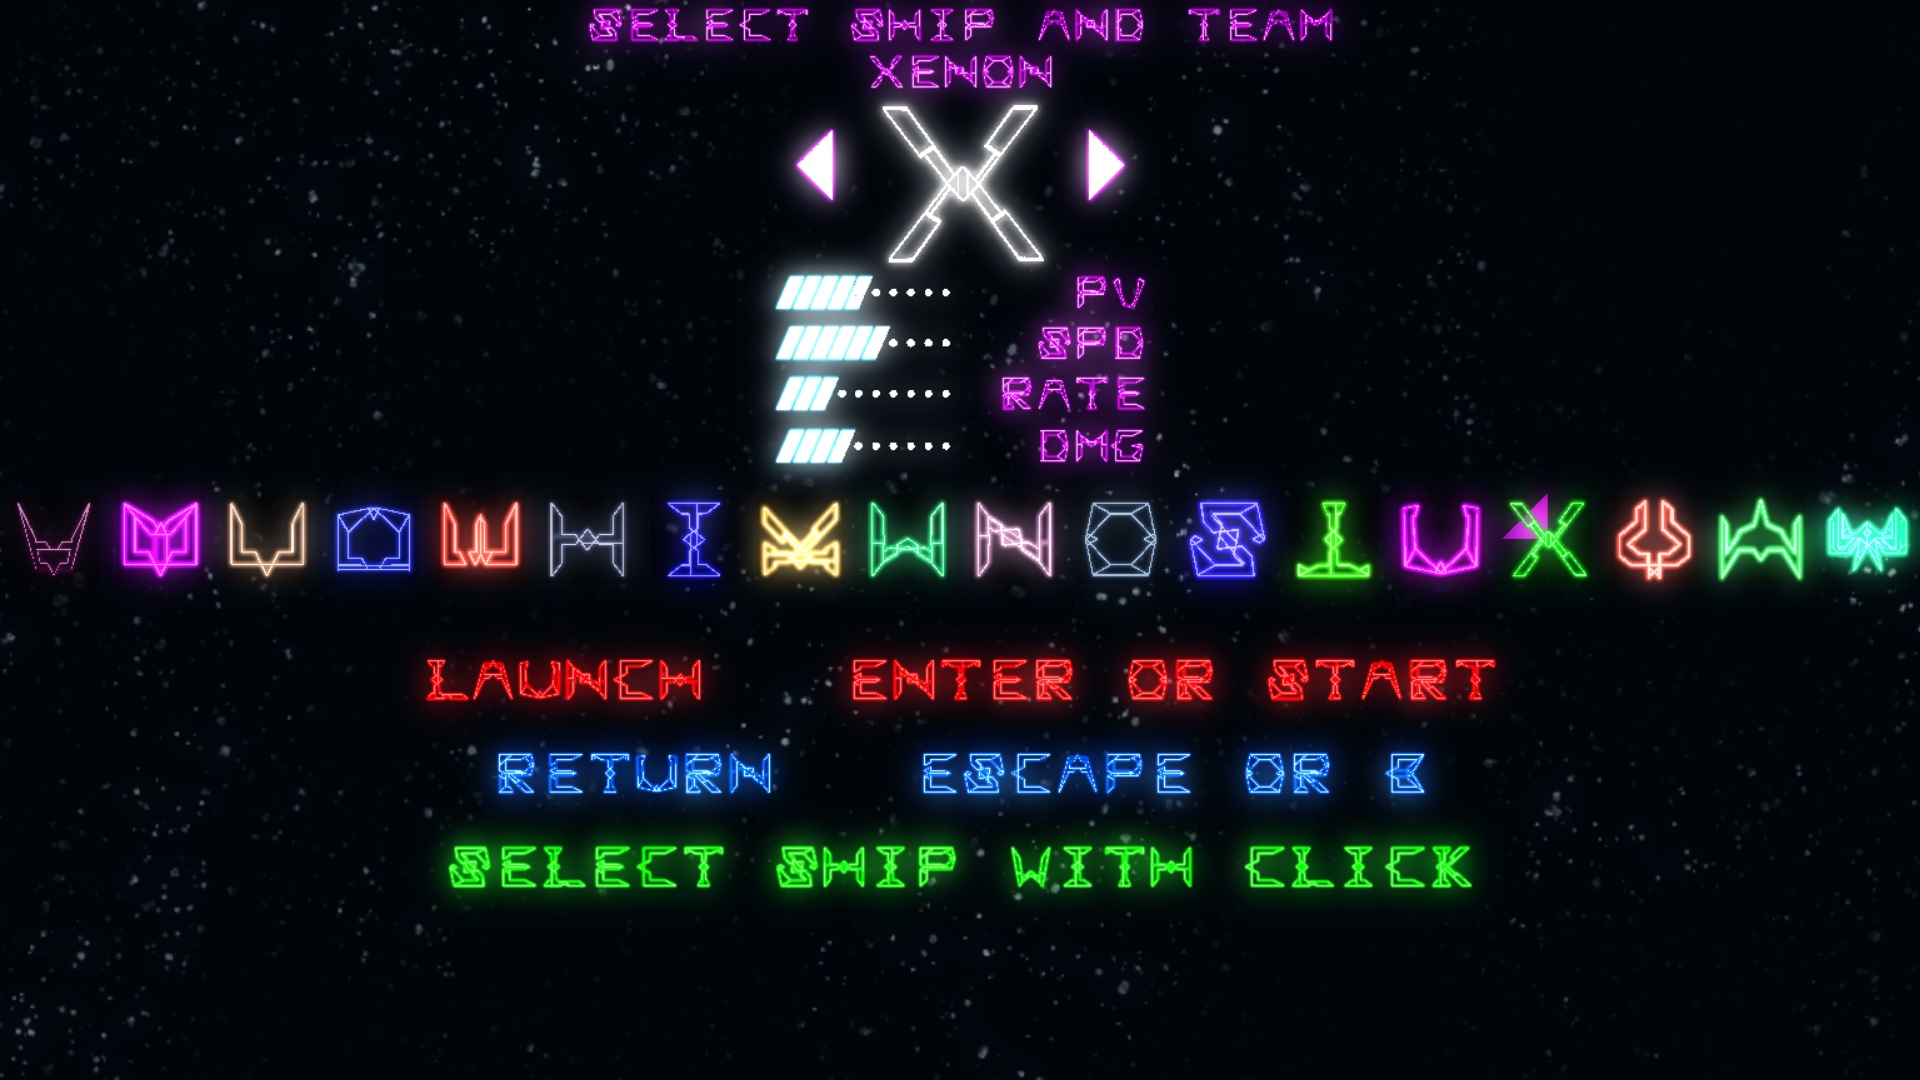 SELECT SHIP AND TEAM
XENON
PV
SPD
RATE
DMG
LAUNCH ENTER OR START
RETURN ESCAPE OR B
SELECT SHIP WITH CLICK